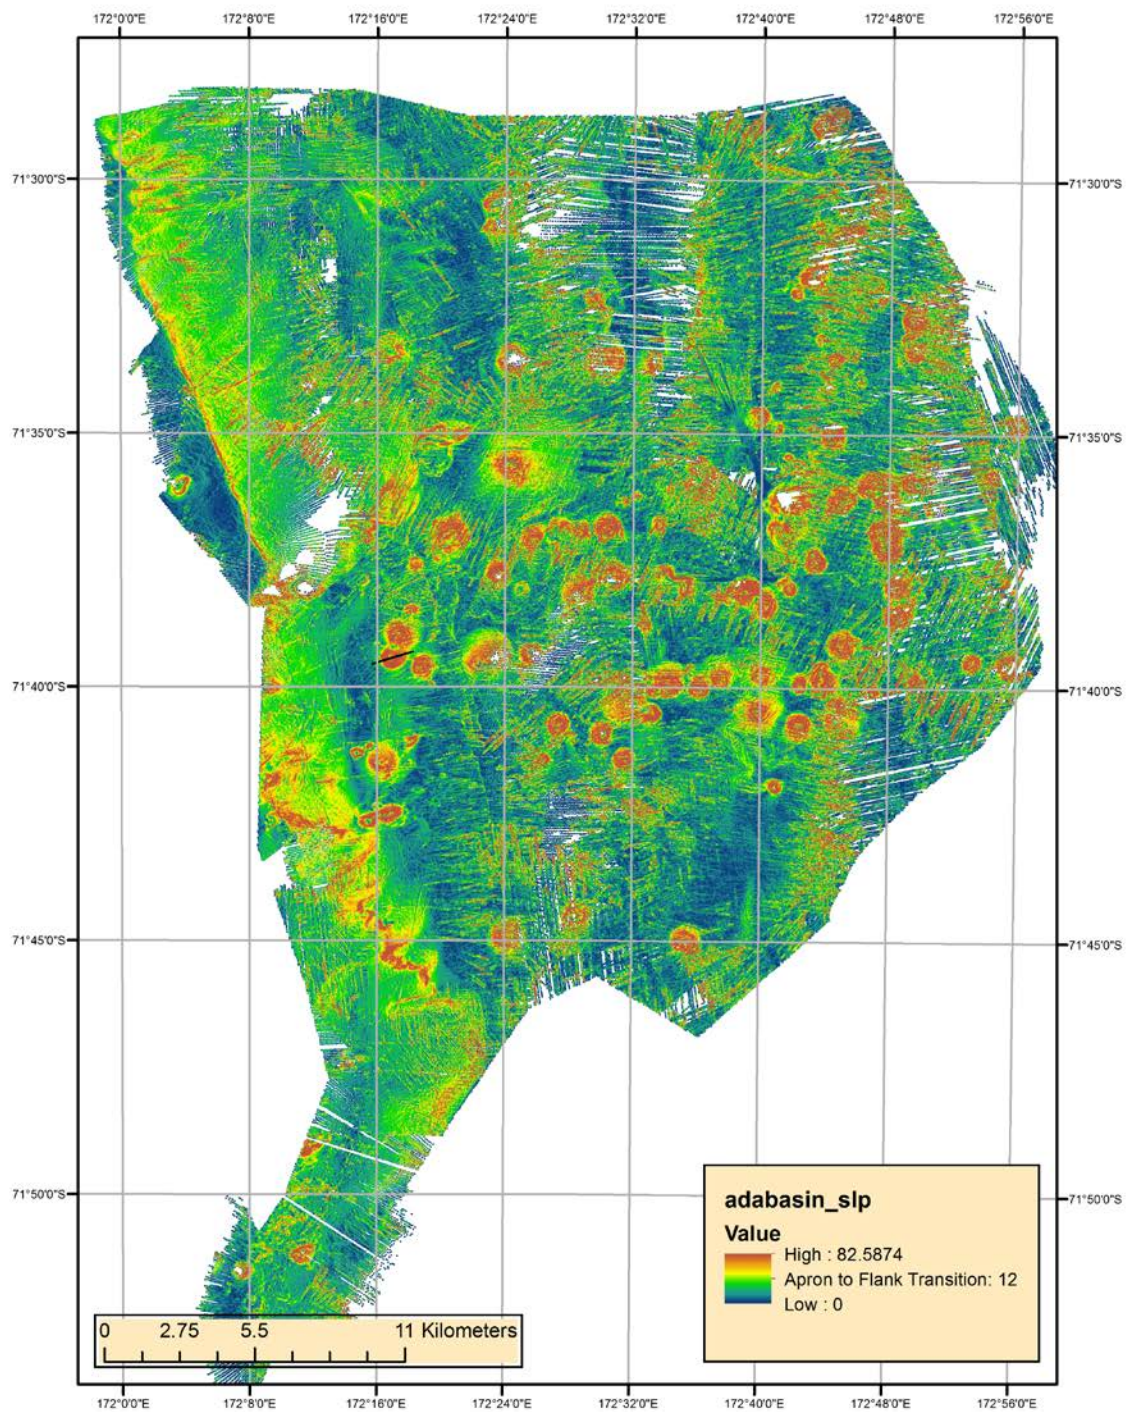 172°0'0"E 172°8'0"E 172°16'0"E 172°24'0"E 172°32'0"E 172°40'0"E 172°48'0"E 172°56'0"E
71°30'0"S 71°30'0"S
71°35'0"S 71°35'0"S
71°40'0"S 71°40'0"S
71°45'0"S 71°45'0"S
71°50'0"S 71°50'0"S
adabasin_slp
Value
High : 82.5874
Apron to Flank Transition: 12
Low : 0
0 2.75 5.5 11 Kilometers
172°0'0"E 172°8'0"E 172°16'0"E 172°24'0"E 172°32'0"E 172°40'0"E 172°48'0"E 172°56'0"E